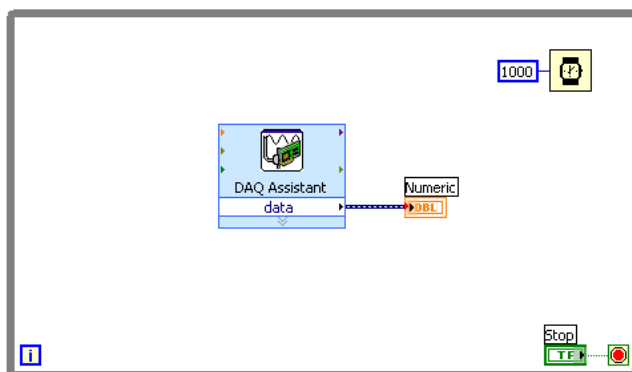 1000
DAQ Assistant
data
Numeric
DBL
Stop
TF
i